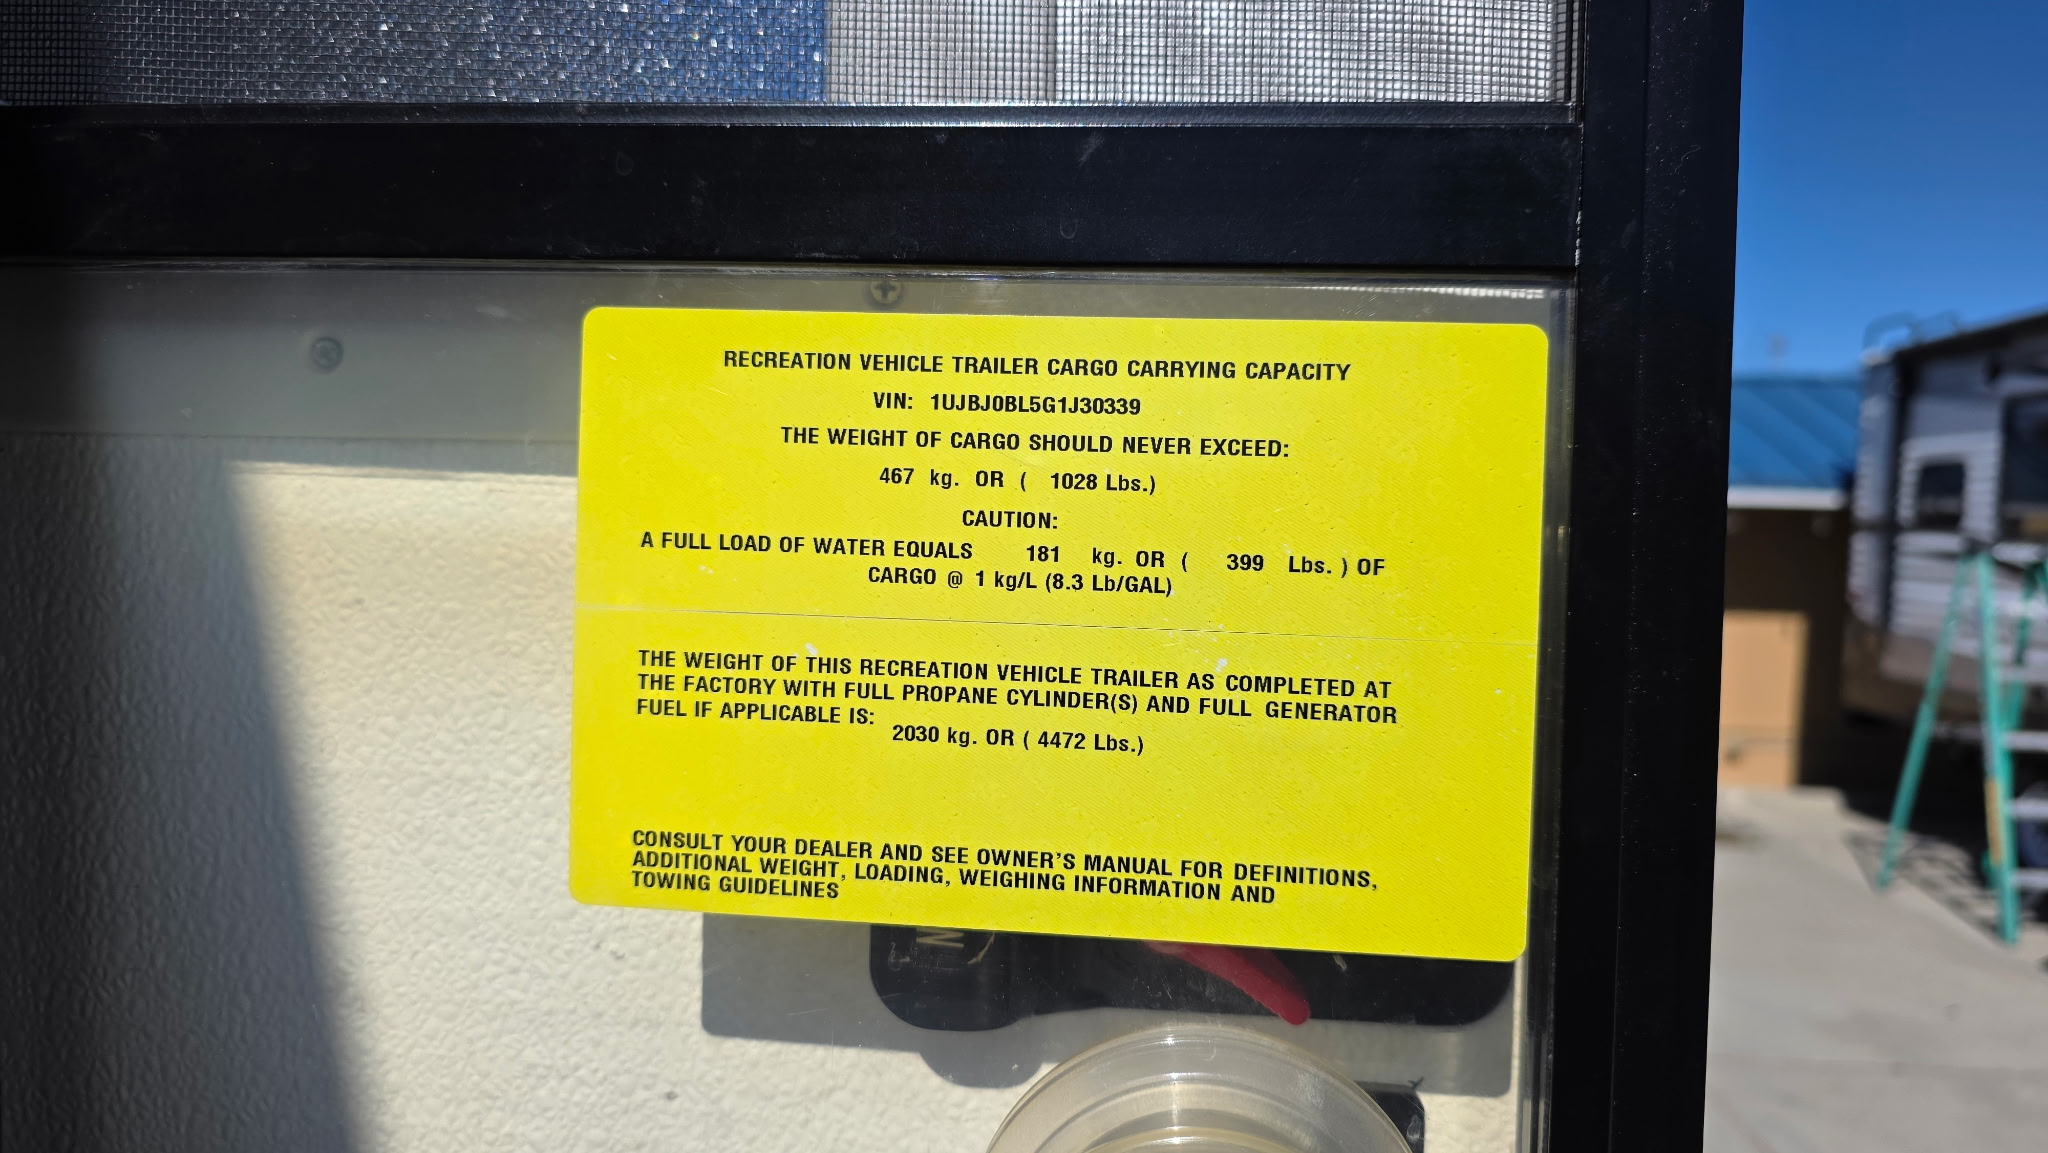 RECREATION VEHICLE TRAILER CARGO CARRYING CAPACITY
VIN: 1UJBJ0BL5G1J30339
THE WEIGHT OF CARGO SHOULD NEVER EXCEED:
467 kg. OR ( 1028 Lbs.)
CAUTION:
A FULL LOAD OF WATER EQUALS 181 kg. OR ( 399 Lbs. ) OF
CARGO @ 1 kg/L (8.3 Lb/GAL)
THE WEIGHT OF THIS RECREATION VEHICLE TRAILER AS COMPLETED AT
THE FACTORY WITH FULL PROPANE CYLINDER(S) AND FULL GENERATOR
FUEL IF APPLICABLE IS:
2030 kg. OR ( 4472 Lbs.)
CONSULT YOUR DEALER AND SEE OWNER'S MANUAL FOR DEFINITIONS,
ADDITIONAL WEIGHT, LOADING, WEIGHING INFORMATION AND
TOWING GUIDELINES